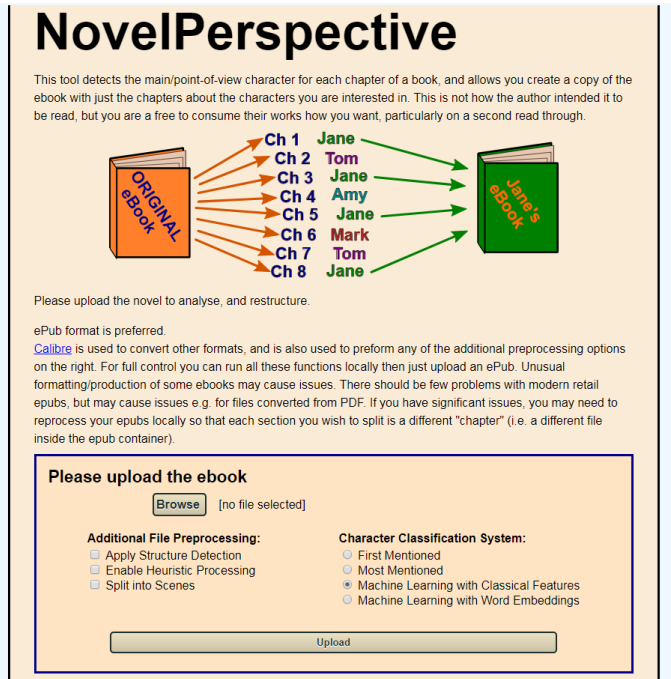 NovelPerspective
This tool detects the main/point-of-view character for each chapter of a book, and allows you create a copy of the
ebook with just the chapters about the characters you are interested in. This is not how the author intended it to
be read, but you are a free to consume their works how you want, particularly on a second read through.
ORIGINAL
eBook
Ch 1 Jane
Ch 2 Tom
Ch 3 Jane
Ch 4 Amy
Ch 5 Jane
Ch 6 Mark
Ch 7 Tom
Ch 8 Jane
Jane's
eBook
Please upload the novel to analyse, and restructure.
ePub format is preferred.
Calibre is used to convert other formats, and is also used to preform any of the additional preprocessing options
on the right. For full control you can run all these functions locally then just upload an ePub. Unusual
formatting/production of some ebooks may cause issues. There should be few problems with modern retail
epubs, but may cause issues e.g. for files converted from PDF. If you have significant issues, you may need to
reprocess your epubs locally so that each section you wish to split is a different "chapter" (i.e. a different file
inside the epub container).
Please upload the ebook
Browse [no file selected]
Additional File Preprocessing:
Apply Structure Detection
Enable Heuristic Processing
Split into Scenes
Character Classification System:
First Mentioned
Most Mentioned
Machine Learning with Classical Features
Machine Learning with Word Embeddings
Upload